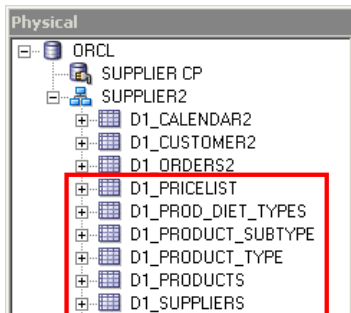 Physical
ORCL
SUPPLIER CP
SUPPLIER2
D1_CALENDAR2
D1_CUSTOMER2
D1_ORDERS2
D1_PRICELIST
D1_PROD_DIET_TYPES
D1_PRODUCT_SUBTYPE
D1_PRODUCT_TYPE
D1_PRODUCTS
D1_SUPPLIERS